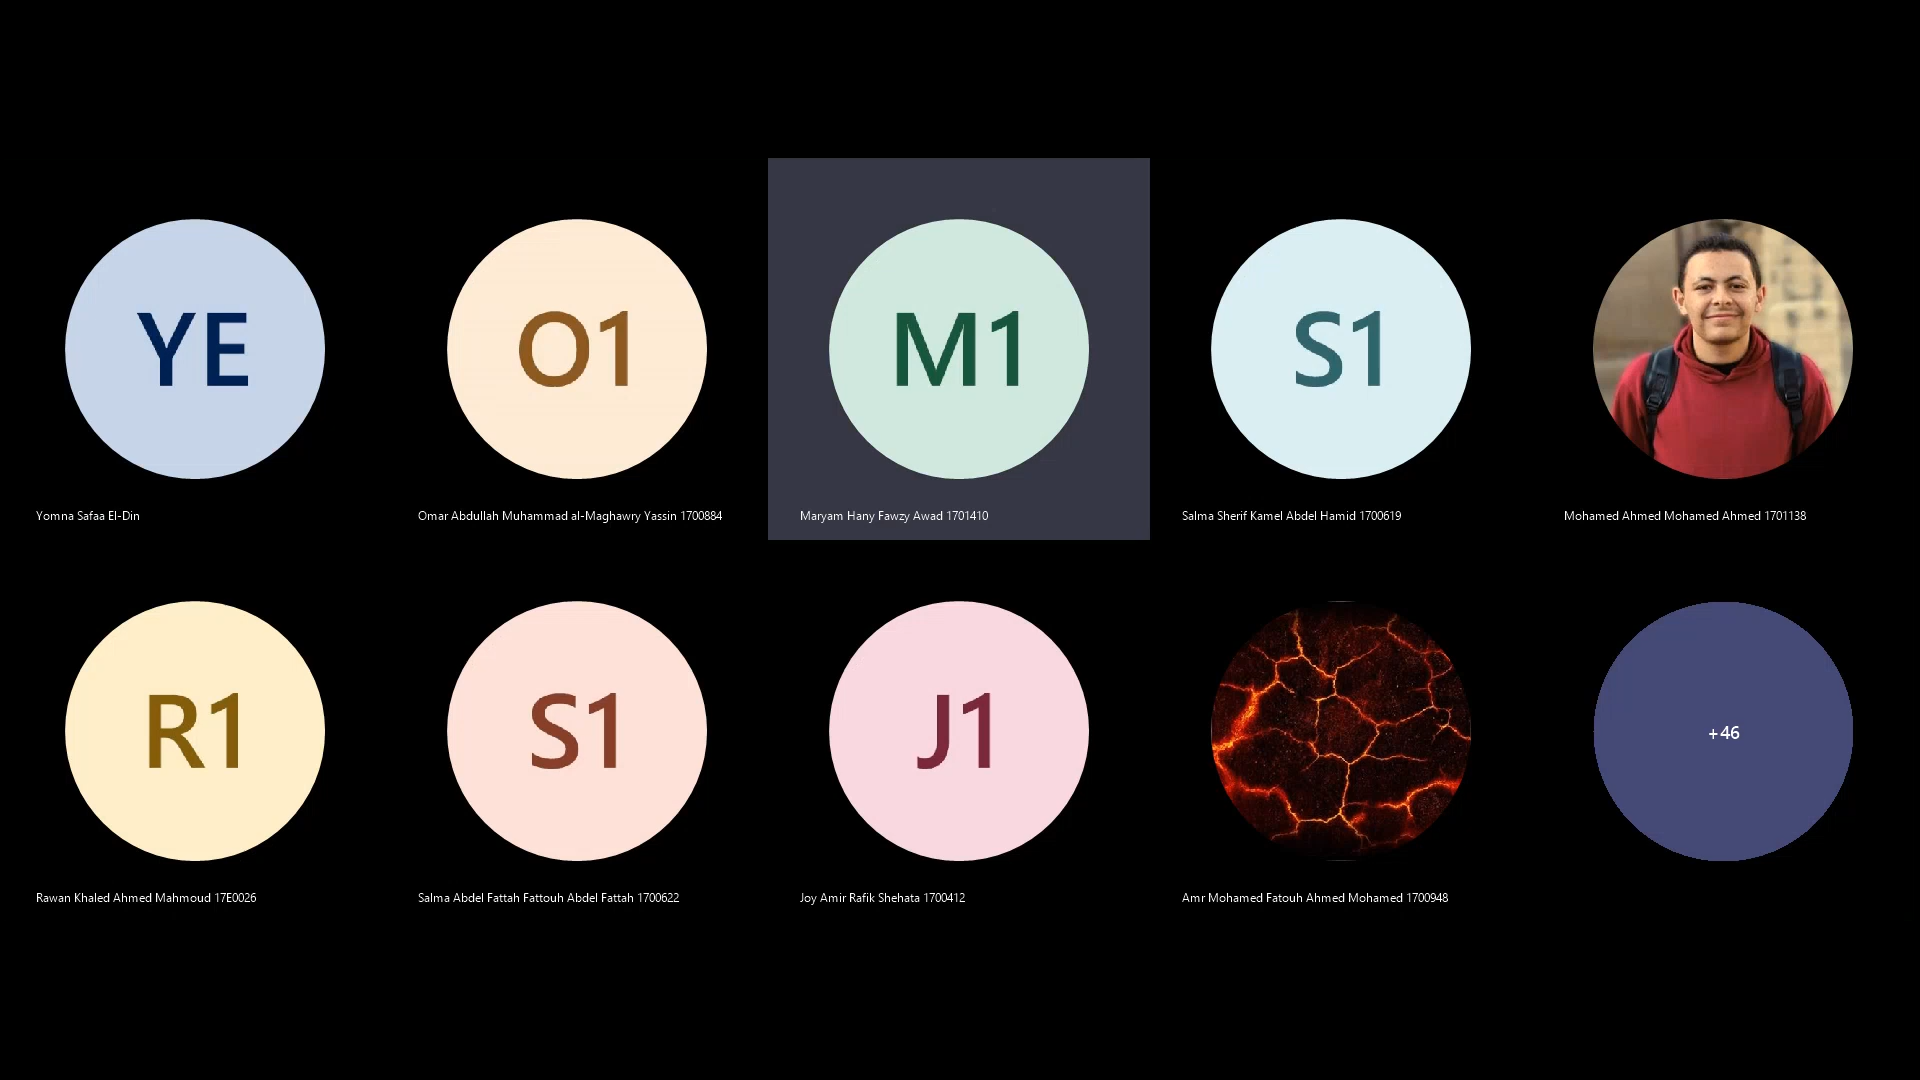 YE
O1
M1
S1
Yomna Safaa El-Din
Omar Abdullah Muhammad al-Maghawry Yassin 1700884
Maryam Hany Fawzy Awad 1701410
Salma Sherif Kamel Abdel Hamid 1700619
Mohamed Ahmed Mohamed Ahmed 1701138
R1
S1
J1
+46
Rawan Khaled Ahmed Mahmoud 17E0026
Salma Abdel Fattah Fattouh Abdel Fattah 1700622
Joy Amir Rafik Shehata 1700412
Amr Mohamed Fatouh Ahmed Mohamed 1700948